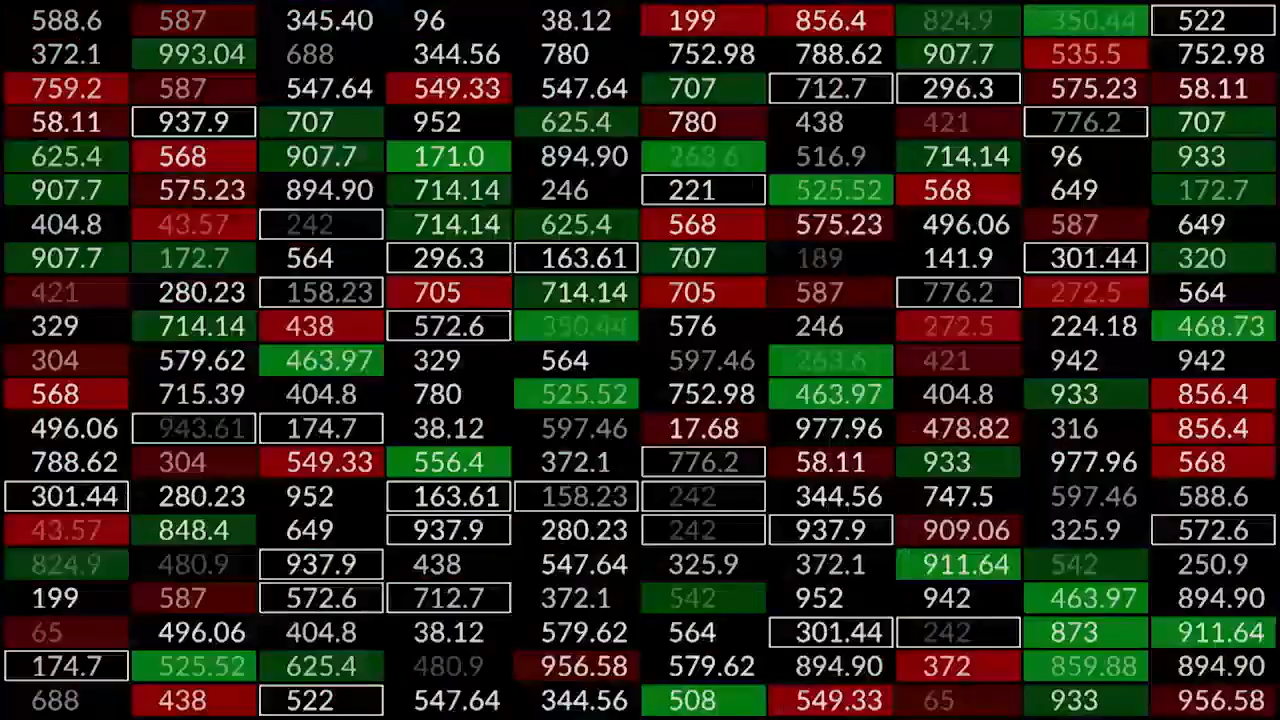 588.6 587 345.40 96 38.12 199 856.4 824.9 350.44 522
372.1 993.04 688 344.56 780 752.98 788.62 907.7 535.5 752.98
759.2 587 547.64 549.33 547.64 707 712.7 296.3 575.23 58.11
58.11 937.9 707 952 625.4 780 438 421 776.2 707
625.4 568 907.7 171.0 894.90 263.6 516.9 714.14 96 933
907.7 575.23 894.90 714.14 246 221 525.52 568 649 172.7
404.8 43.57 242 714.14 625.4 568 575.23 496.06 587 649
907.7 172.7 564 296.3 163.61 707 189 141.9 301.44 320
421 280.23 158.23 705 714.14 705 587 776.2 272.5 564
329 714.14 438 572.6 350.44 576 246 272.5 224.18 468.73
304 579.62 463.97 329 564 597.46 263.6 421 942 942
568 715.39 404.8 780 525.52 752.98 463.97 404.8 933 856.4
496.06 943.61 174.7 38.12 597.46 17.68 977.96 478.82 316 856.4
788.62 304 549.33 556.4 372.1 776.2 58.11 933 977.96 568
301.44 280.23 952 163.61 158.23 242 344.56 747.5 597.46 588.6
43.57 848.4 649 937.9 280.23 242 937.9 909.06 325.9 572.6
824.9 480.9 937.9 438 547.64 325.9 372.1 911.64 542 250.9
199 587 572.6 712.7 372.1 542 952 942 463.97 894.90
65 496.06 404.8 38.12 579.62 564 301.44 242 873 911.64
174.7 525.52 625.4 480.9 956.58 579.62 894.90 372 859.88 894.90
688 438 522 547.64 344.56 508 549.33 65 933 956.58